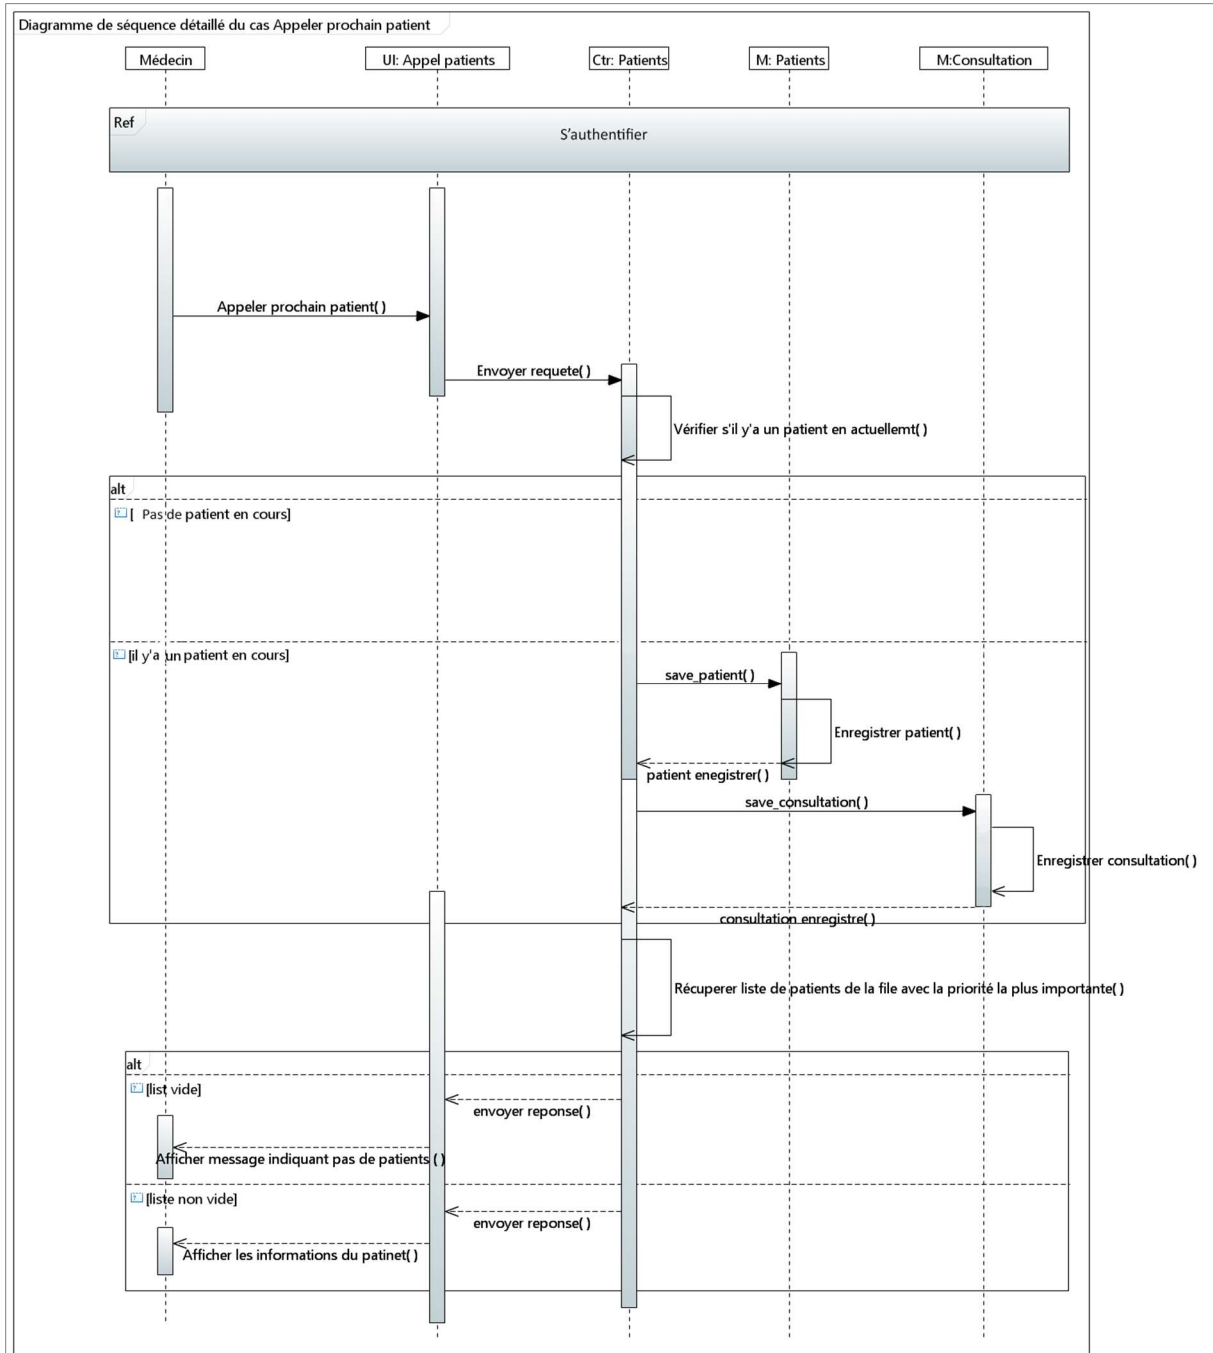 Diagramme de séquence détaillé du cas Appeler prochain patient
Médecin
UI: Appel patients
Ctr: Patients
M: Patients
M:Consultation
Ref
S'authentifier
Appeler prochain patient( )
Envoyer requete( )
Vérifier s'il y'a un patient en actuellemt( )
alt
[ Pas de patient en cours]
[il y'a un patient en cours]
save_patient( )
Enregistrer patient( )
patient enegistrer( )
save_consultation( )
Enregistrer consultation( )
consultation enregistre( )
Récuperer liste de patients de la file avec la priorité la plus importante( )
alt
[list vide]
envoyer reponse( )
Afficher message indiquant pas de patients ( )
[liste non vide]
envoyer reponse( )
Afficher les informations du patinet( )